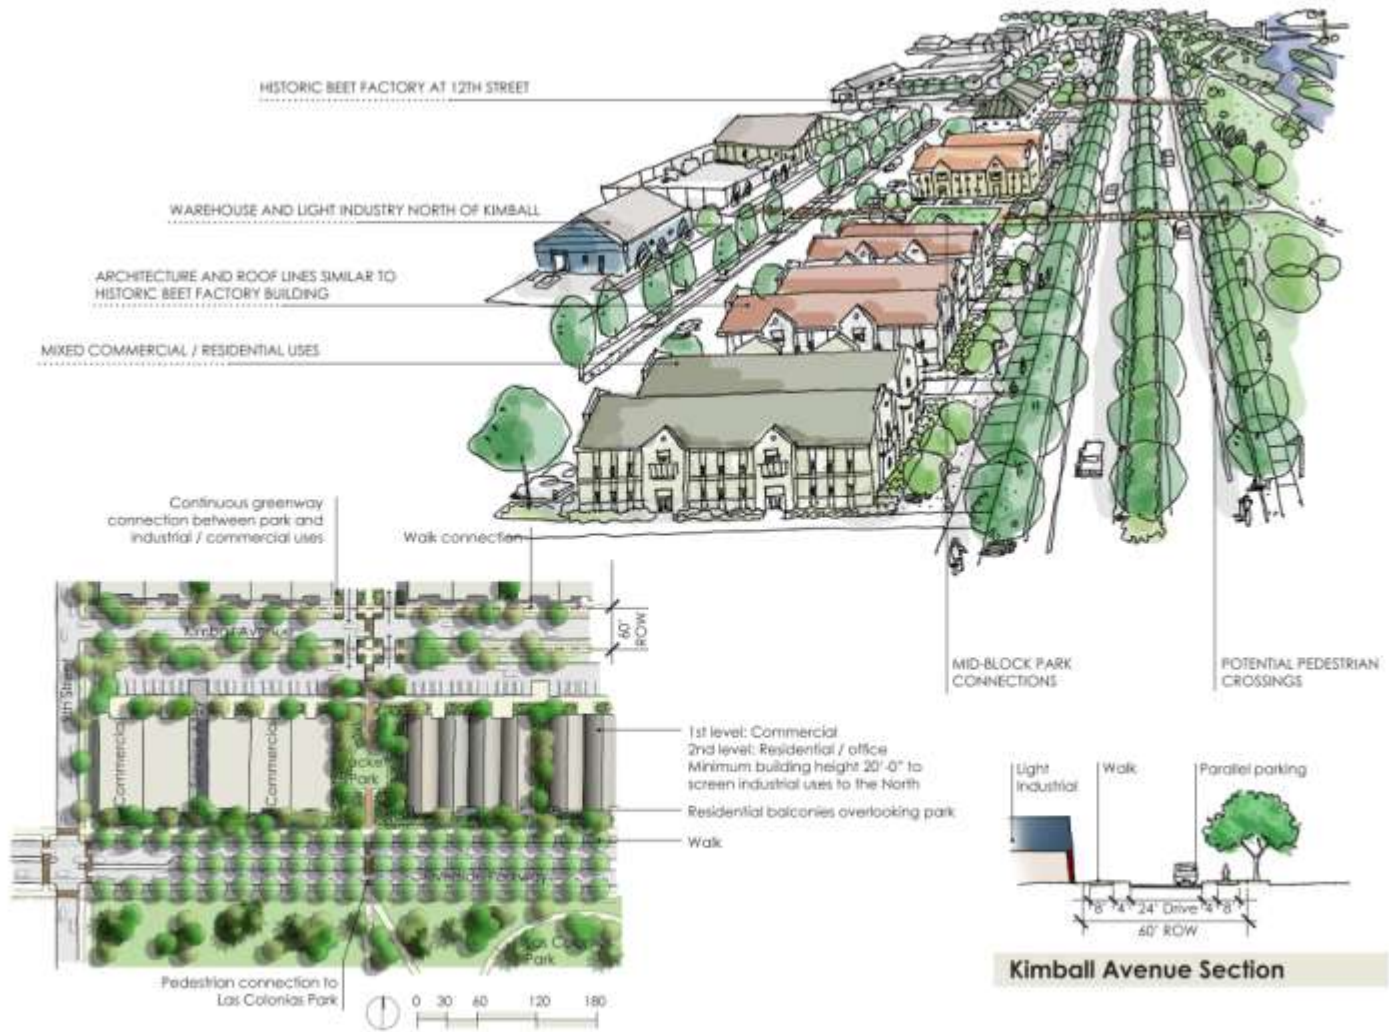 HISTORIC BEET FACTORY AT 12TH STREET
WAREHOUSE AND LIGHT INDUSTRY NORTH OF KIMBALL
ARCHITECTURE AND ROOF LINES SIMILAR TO
HISTORIC BEET FACTORY BUILDING
MIXED COMMERCIAL / RESIDENTIAL USES
Continuous greenway
connection between park and
industrial / commercial uses
Walk connection
Kimball Avenue
60'
ROW
Street
Commercial
Commercial
Park
Las Colonias
Park
MID-BLOCK PARK
CONNECTIONS
POTENTIAL PEDESTRIAN
CROSSINGS
1st level: Commercial
2nd level: Residential / office
Minimum building height 20'-0" to
screen industrial uses to the North
Residential balconies overlooking park
Walk
Pedestrian connection to
Las Colonias Park
0 30 60 120 180
Light
Industrial
Walk
Parallel parking
8' 4' 24' Drive 4' 8'
60' ROW
Kimball Avenue Section